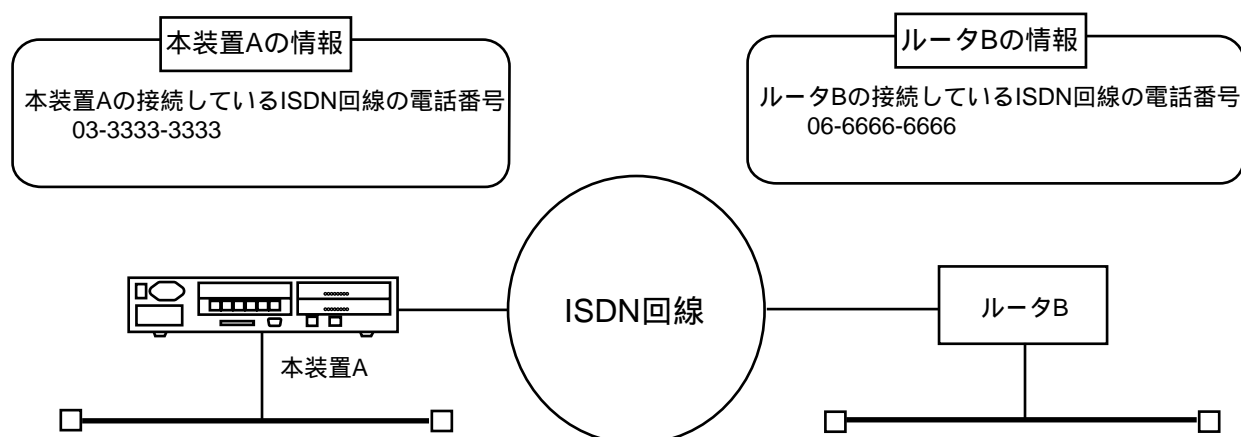 本装置Aの情報
本装置Aの接続しているISDN回線の電話番号
03-3333-3333
ルータBの情報
ルータBの接続しているISDN回線の電話番号
06-6666-6666
ISDN回線
ルータB
本装置A